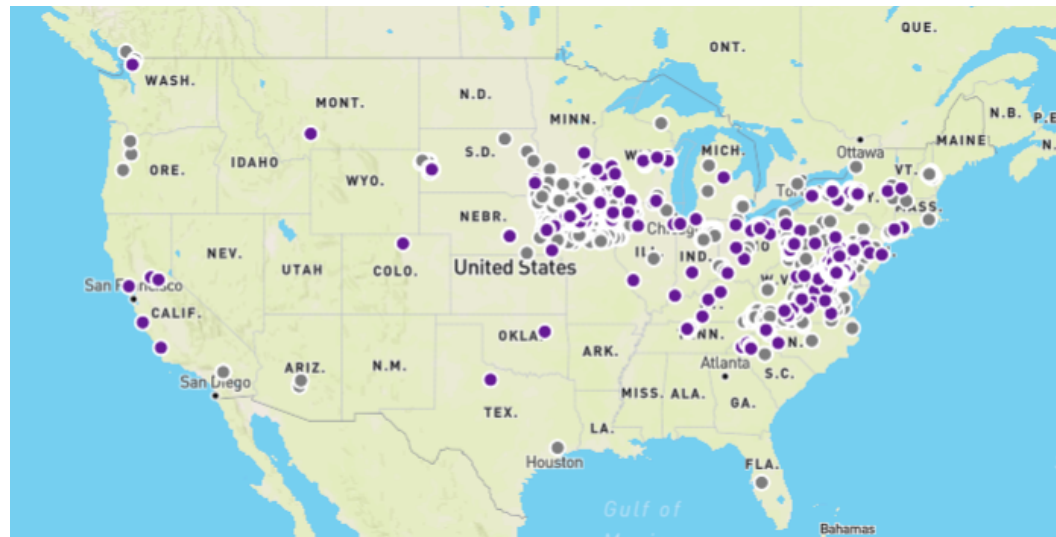 QUE.
ONT.
WASH.
N.D.
MONT.
MINN.
N.B.
P.E
MAINE
Ottawa
MICH.
S.D.
VT.
ORE.
IDAHO
WYO.
MASS.
NEBR.
NEV.
IND.
ILL.
UTAH
COLO.
United States
W.V
San Francisco
CALIF.
OKLA.
ARK.
N.M.
ARIZ.
Atlanta
S.C.
San Diego
MISS.
ALA.
GA.
TEX.
LA.
Houston
FLA.
Gulf of
Bahamas